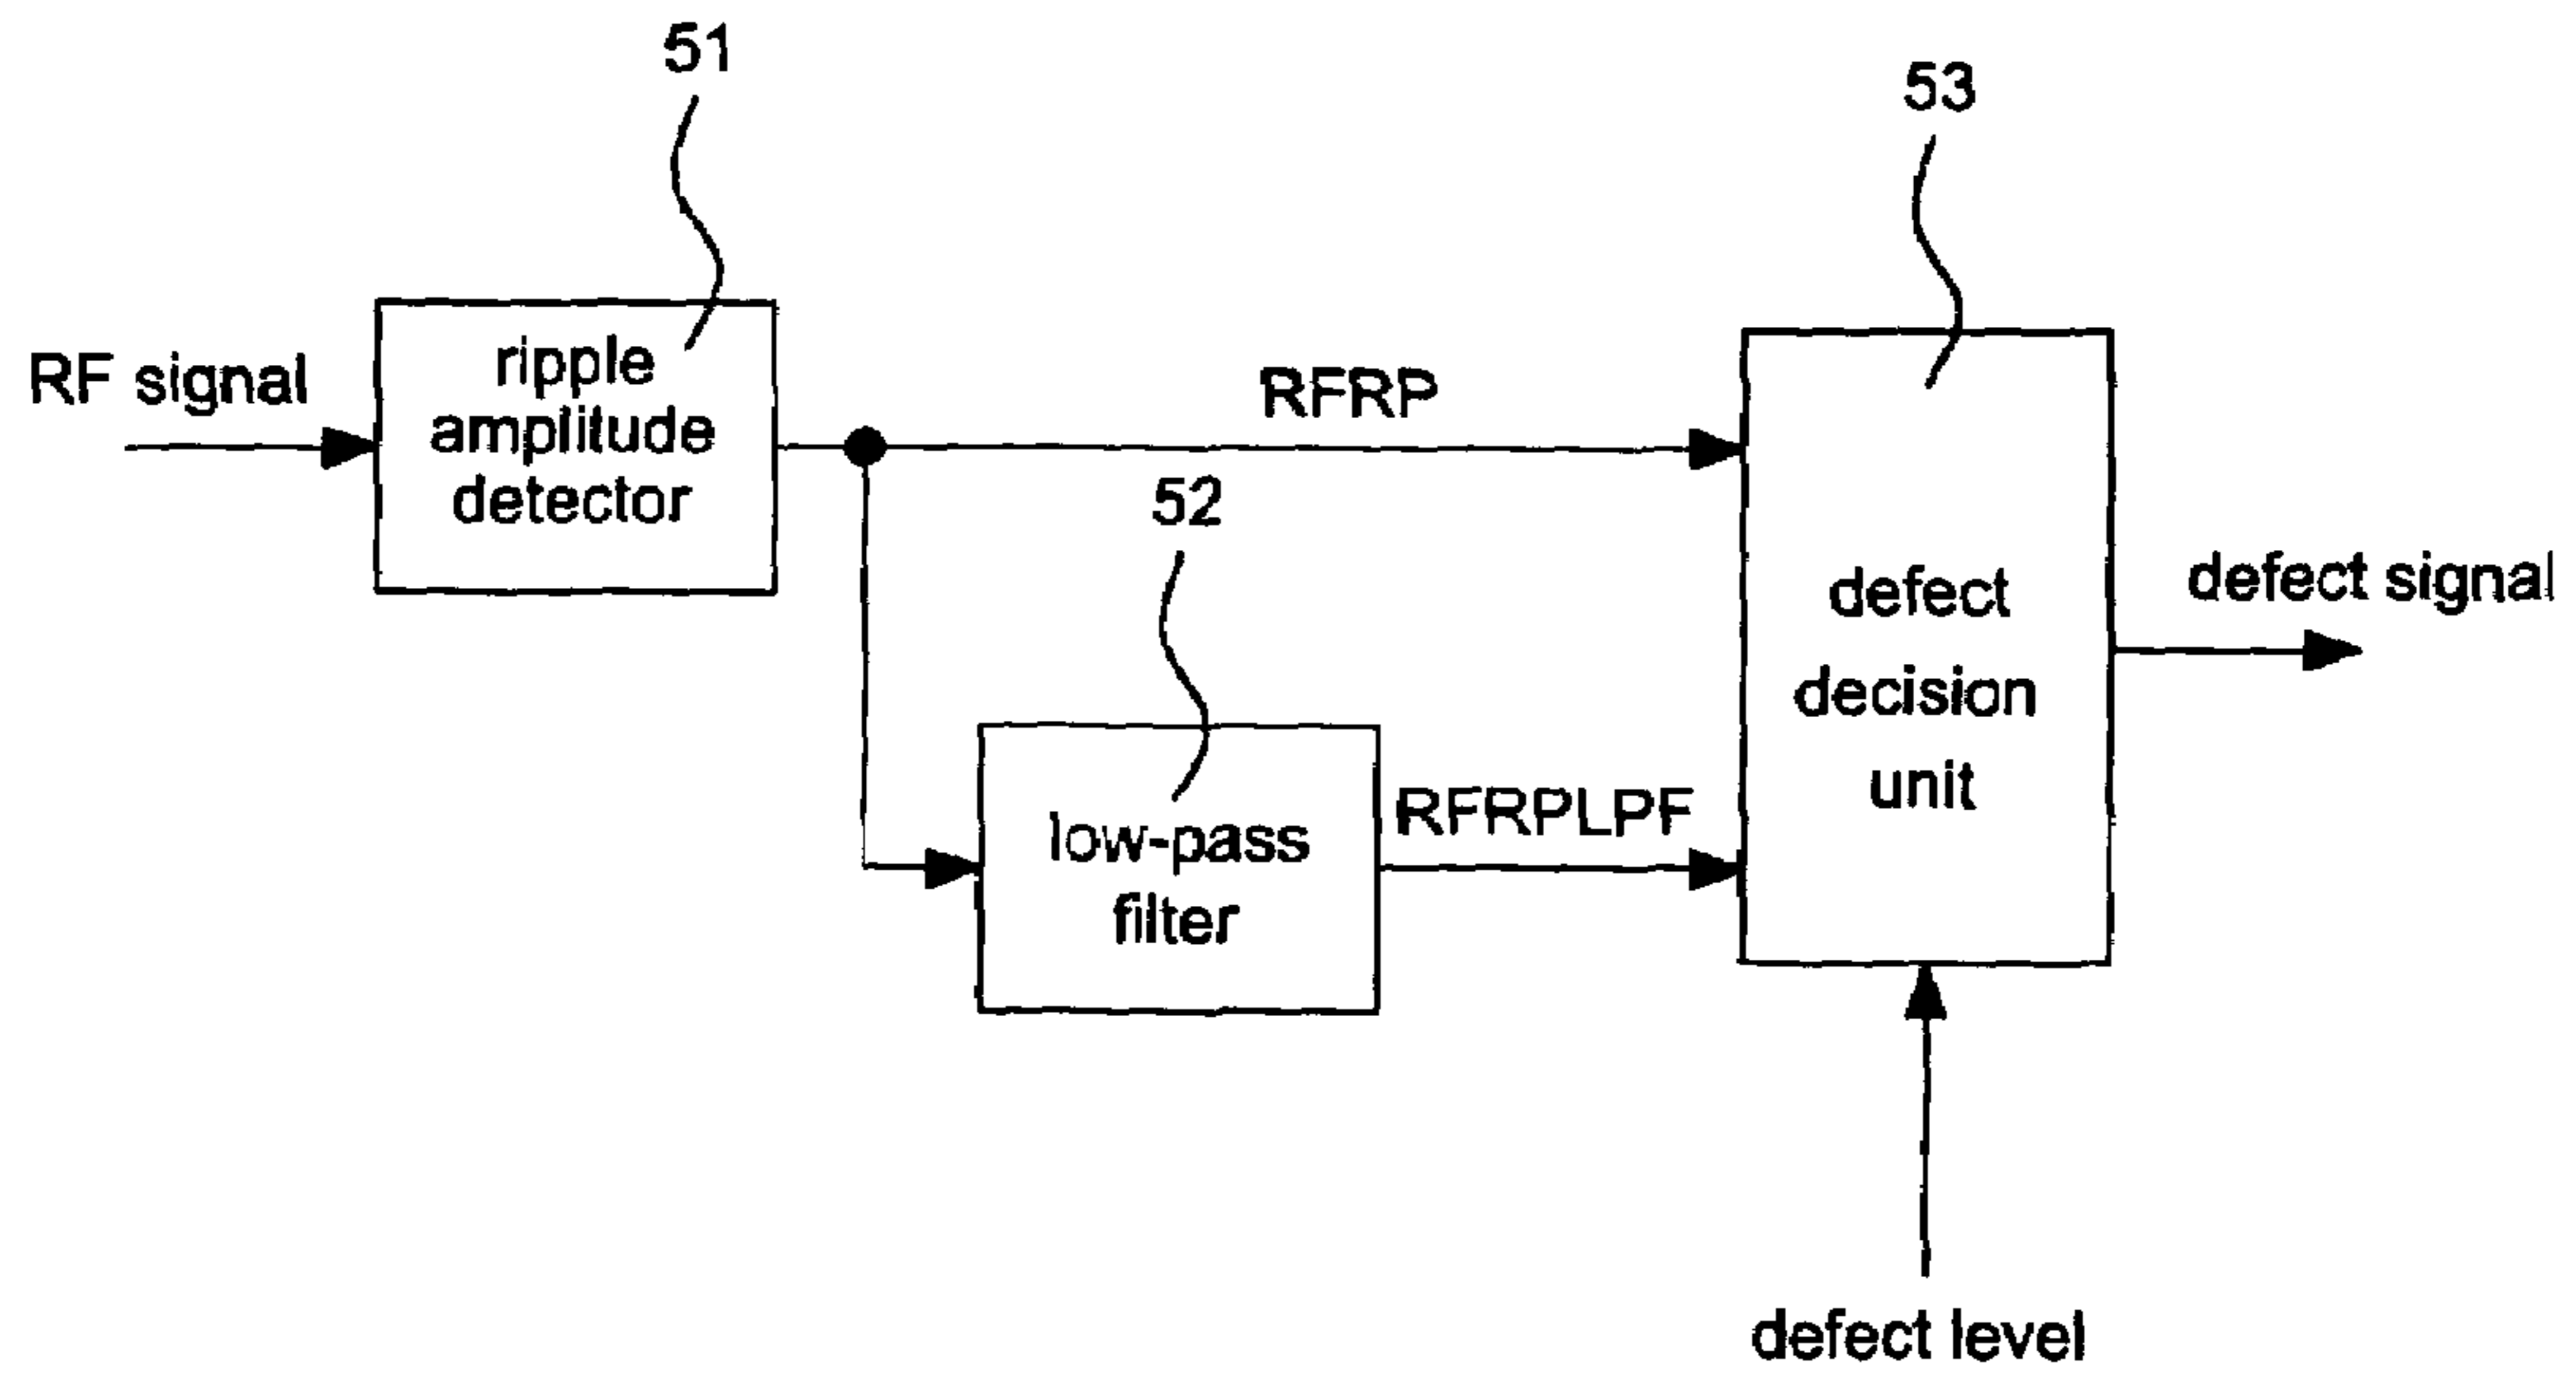 51
53
RF signal
ripple
amplitude
detector
RFRP
52
defect
decision
unit
defect signal
low-pass
filter
RFRPLPF
defect level